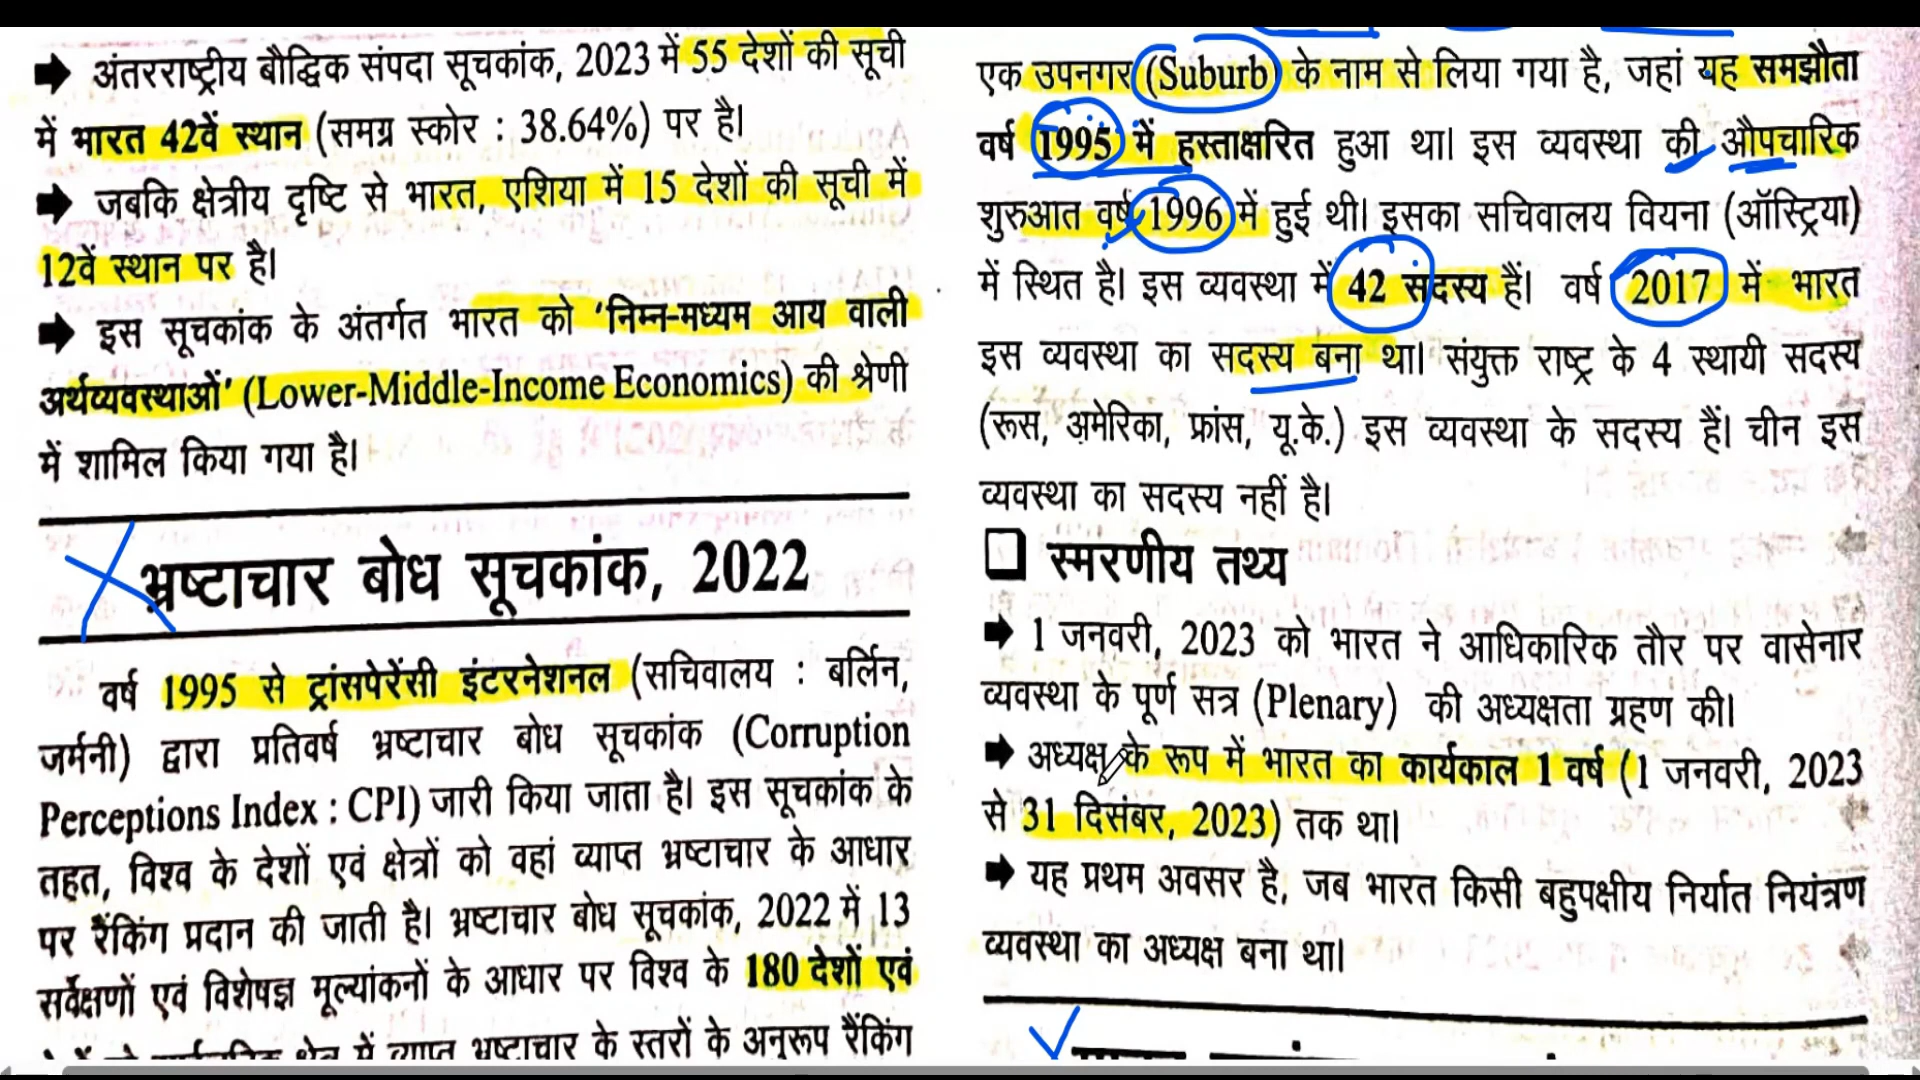 ➡ अंतरराष्ट्रीय बौद्धिक संपदा सूचकांक, 2023 में 55 देशों की सूची
में भारत 42वें स्थान (समग्र स्कोर : 38.64%) पर है।
➡ जबकि क्षेत्रीय दृष्टि से भारत, एशिया में 15 देशों की सूची में
12वें स्थान पर है।
➡ इस सूचकांक के अंतर्गत भारत को ‘निम्न-मध्यम आय वाली
अर्थव्यवस्थाओं’ (Lower-Middle-Income Economics) की श्रेणी
में शामिल किया गया है।
भ्रष्टाचार बोध सूचकांक, 2022
वर्ष 1995 से ट्रांसपेरेंसी इंटरनेशनल (सचिवालय : बर्लिन,
जर्मनी) द्वारा प्रतिवर्ष भ्रष्टाचार बोध सूचकांक (Corruption
Perceptions Index : CPI) जारी किया जाता है। इस सूचकांक के
तहत, विश्व के देशों एवं क्षेत्रों को वहां व्याप्त भ्रष्टाचार के आधार
पर रैंकिंग प्रदान की जाती है। भ्रष्टाचार बोध सूचकांक, 2022 में 13
सर्वेक्षणों एवं विशेषज्ञ मूल्यांकनों के आधार पर विश्व के 180 देशों एवं
में व्याप्त भ्रष्टाचार के स्तरों के अनुरूप रैंकिंग
एक उपनगर (Suburb) के नाम से लिया गया है, जहां यह समझौता
वर्ष 1995 में हस्ताक्षरित हुआ था। इस व्यवस्था की औपचारिक
शुरुआत वर्ष 1996 में हुई थी। इसका सचिवालय वियना (ऑस्ट्रिया)
में स्थित है। इस व्यवस्था में 42 सदस्य हैं। वर्ष 2017 में भारत
इस व्यवस्था का सदस्य बना था। संयुक्त राष्ट्र के 4 स्थायी सदस्य
(रूस, अमेरिका, फ्रांस, यू.के.) इस व्यवस्था के सदस्य हैं। चीन इस
व्यवस्था का सदस्य नहीं है।
❑ स्मरणीय तथ्य
➡ 1 जनवरी, 2023 को भारत ने आधिकारिक तौर पर वासेनार
व्यवस्था के पूर्ण सत्र (Plenary) की अध्यक्षता ग्रहण की।
➡ अध्यक्ष के रूप में भारत का कार्यकाल 1 वर्ष (1 जनवरी, 2023
से 31 दिसंबर, 2023) तक था।
➡ यह प्रथम अवसर है, जब भारत किसी बहुपक्षीय निर्यात नियंत्रण
व्यवस्था का अध्यक्ष बना था।